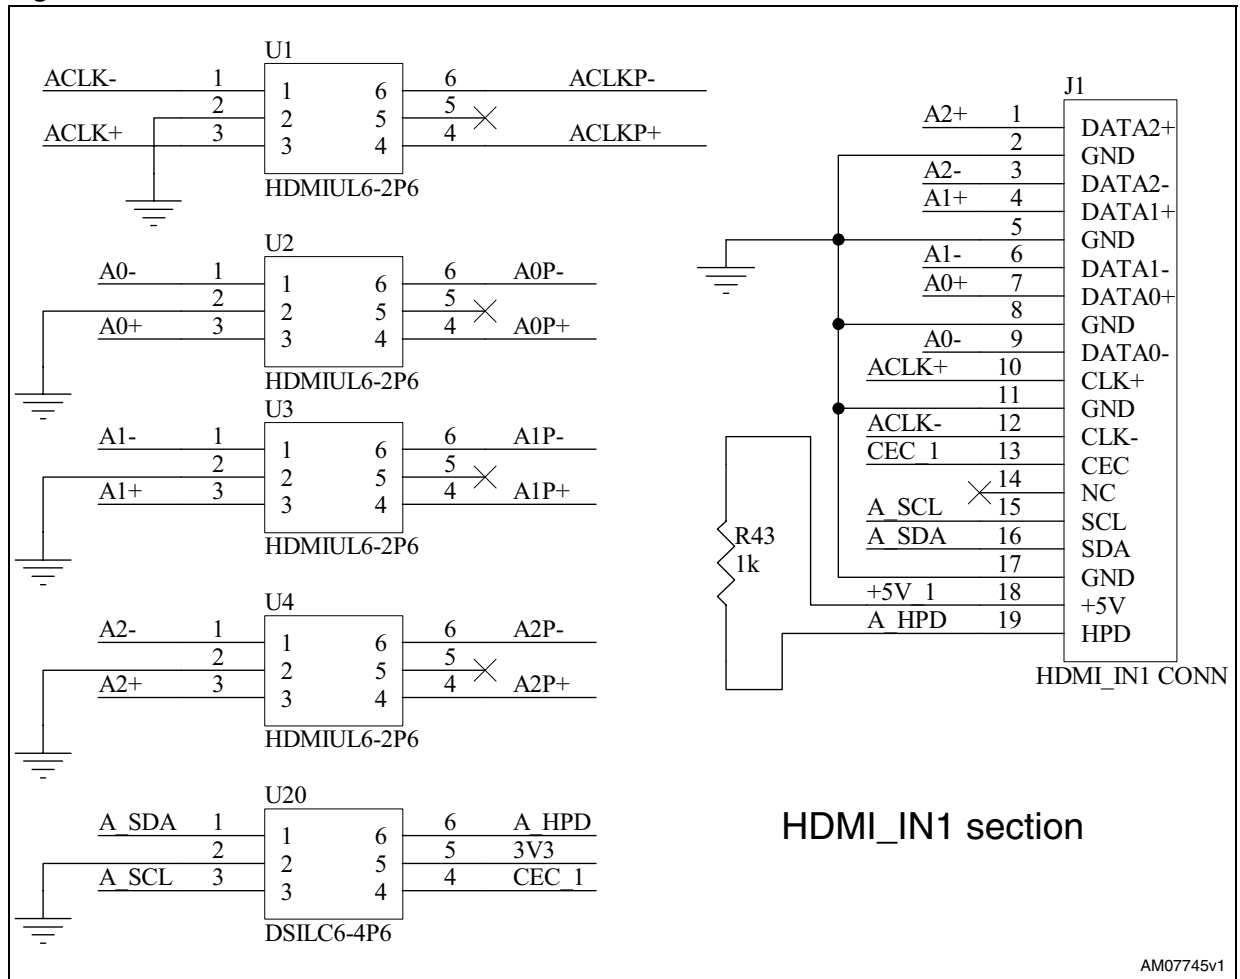 U1
ACLK- 1 1 6 6 ACLKP-
2 2 5 5
ACLK+ 3 3 4 4 ACLKP+
HDMIUL6-2P6
U2
A0- 1 1 6 6 A0P-
2 2 5 5
A0+ 3 3 4 4 A0P+
HDMIUL6-2P6
U3
A1- 1 1 6 6 A1P-
2 2 5 5
A1+ 3 3 4 4 A1P+
HDMIUL6-2P6
U4
A2- 1 1 6 6 A2P-
2 2 5 5
A2+ 3 3 4 4 A2P+
HDMIUL6-2P6
U20
A_SDA 1 1 6 6 A_HPD
2 2 5 5 3V3
A_SCL 3 3 4 4 CEC_1
DSILC6-4P6
J1
A2+ 1 DATA2+
2 GND
A2- 3 DATA2-
A1+ 4 DATA1+
5 GND
A1- 6 DATA1-
A0+ 7 DATA0+
8 GND
A0- 9 DATA0-
ACLK+ 10 CLK+
11 GND
ACLK- 12 CLK-
CEC_1 13 CEC
14 NC
A_SCL 15 SCL
A_SDA 16 SDA
17 GND
+5V_1 18 +5V
A_HPD 19 HPD
HDMI_IN1 CONN
R43
1k
HDMI_IN1 section
AM07745v1